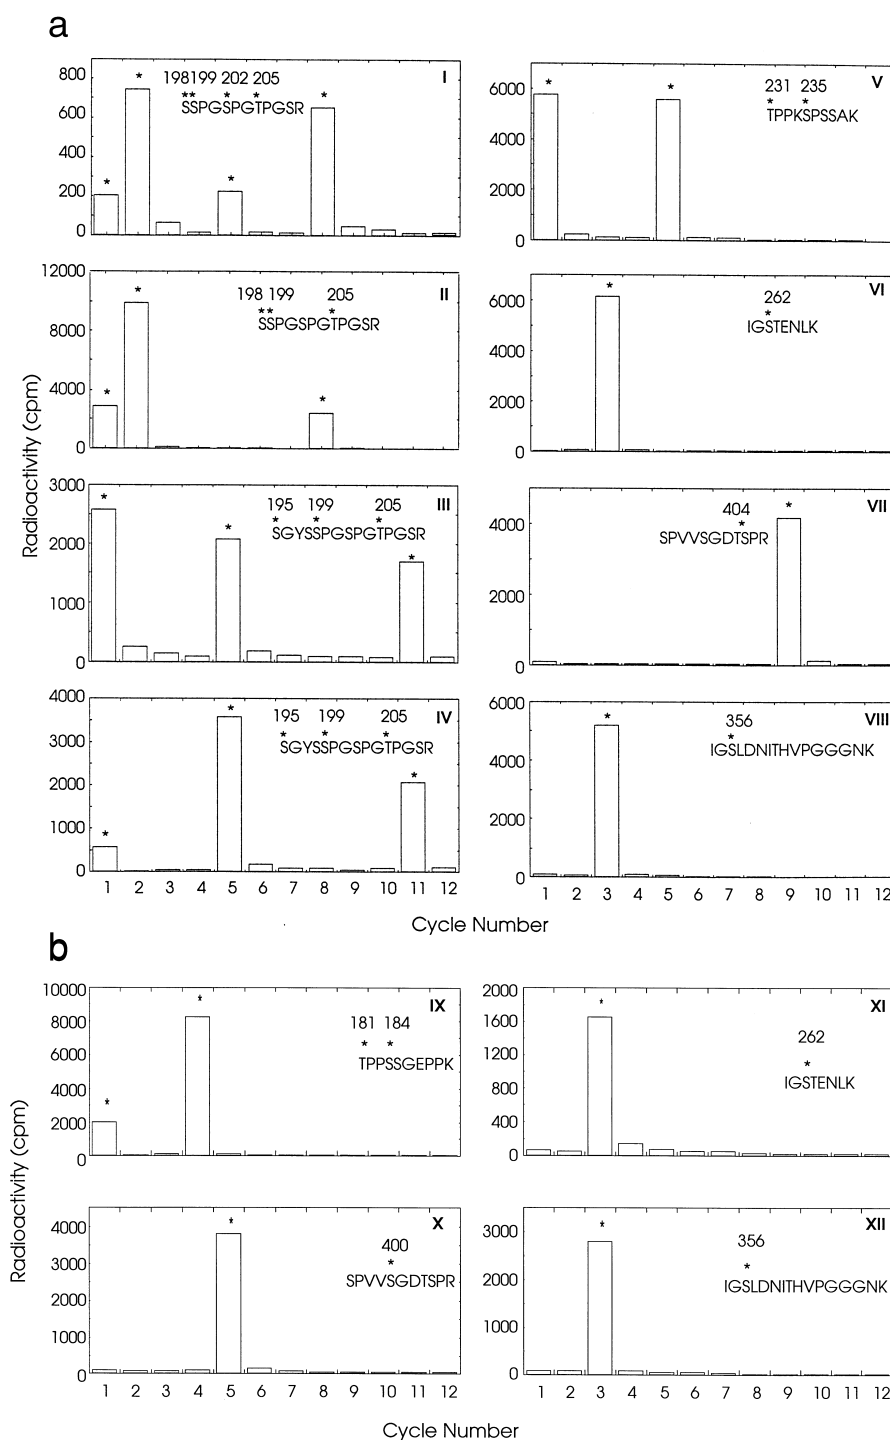 a
I
800
600
400
200
0
198 199 202 205
** * *
SSPGSPGTPGSR
* * * *
V
6000
4000
2000
0
231 235
* *
TPPKSPSSAK
* *
II
12000
8000
4000
0
198 199 205
** *
SSPGSPGTPGSR
* * *
VI
6000
4000
2000
0
262
*
IGSTENLK
*
Radioactivity (cpm)
III
3000
2000
1000
0
195 199 205
* * *
SGYSSPGSPGTPGSR
* * *
VII
4000
2000
0
404
*
SPVVSGDTSPR
*
IV
4000
3000
2000
1000
0
195 199 205
* * *
SGYSSPGSPGTPGSR
* * *
1 2 3 4 5 6 7 8 9 10 11 12
VIII
6000
4000
2000
0
356
*
IGSLDNITHVPGGGNK
*
1 2 3 4 5 6 7 8 9 10 11 12
Cycle Number
b
IX
10000
8000
6000
4000
2000
0
181 184
* *
TPPSSGEPPK
* *
XI
2000
1600
1200
800
400
0
262
*
IGSTENLK
*
Radioactivity (cpm)
X
4000
3000
2000
1000
0
400
*
SPVVSGDTSPR
*
1 2 3 4 5 6 7 8 9 10 11 12
XII
3000
2000
1000
0
356
*
IGSLDNITHVPGGGNK
*
1 2 3 4 5 6 7 8 9 10 11 12
Cycle Number